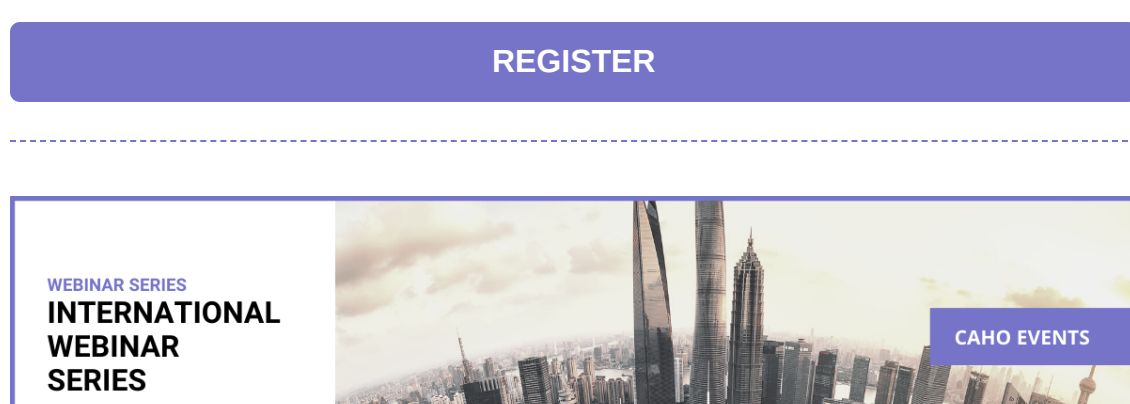 REGISTER
WEBINAR SERIES
INTERNATIONAL
WEBINAR
SERIES
CAHO EVENTS